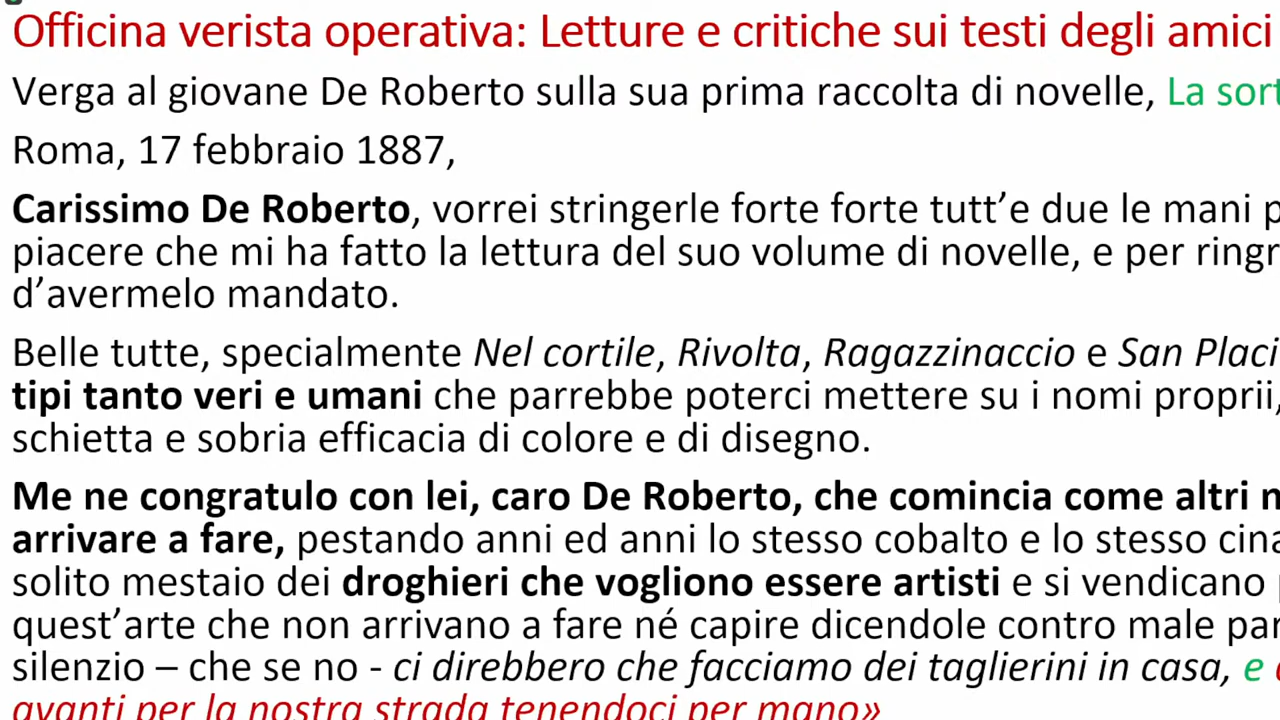 Officina verista operativa: Letture e critiche sui testi degli amici
Verga al giovane De Roberto sulla sua prima raccolta di novelle, La sort
Roma, 17 febbraio 1887,
Carissimo De Roberto, vorrei stringerle forte forte tutt’e due le mani p
piacere che mi ha fatto la lettura del suo volume di novelle, e per ringr
d’avermelo mandato.
Belle tutte, specialmente Nel cortile, Rivolta, Ragazzinaccio e San Placi
tipi tanto veri e umani che parrebbe poterci mettere su i nomi proprii,
schietta e sobria efficacia di colore e di disegno.
Me ne congratulo con lei, caro De Roberto, che comincia come altri n
arrivare a fare, pestando anni ed anni lo stesso cobalto e lo stesso cina
solito mestaio dei droghieri che vogliono essere artisti e si vendicano
quest’arte che non arrivano a fare né capire dicendole contro male par
silenzio – che se no - ci direbbero che facciamo dei taglierini in casa, e
avanti per la nostra strada tenendoci per mano»